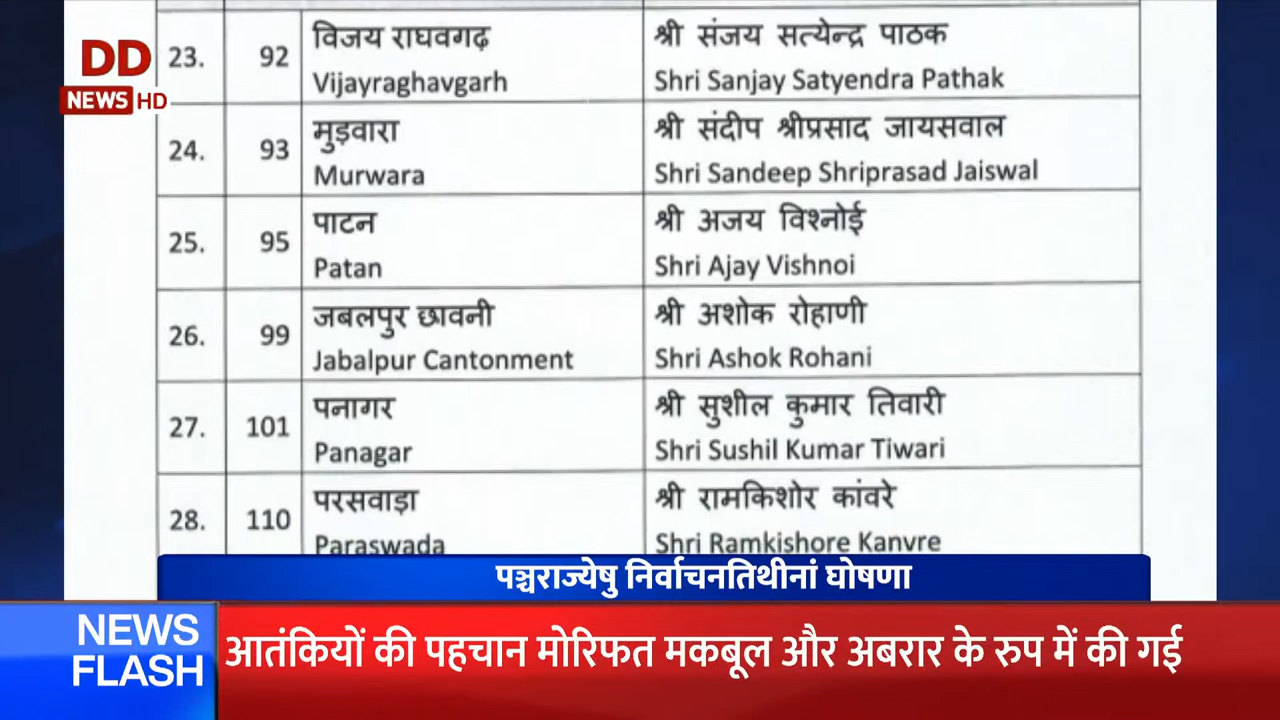 DD
NEWS HD
23. 92 विजय राघवगढ़ श्री संजय सत्येन्द्र पाठक
Vijayraghavgarh Shri Sanjay Satyendra Pathak
24. 93 मुड़वारा श्री संदीप श्रीप्रसाद जायसवाल
Murwara Shri Sandeep Shriprasad Jaiswal
25. 95 पाटन श्री अजय विश्नोई
Patan Shri Ajay Vishnoi
26. 99 जबलपुर छावनी श्री अशोक रोहाणी
Jabalpur Cantonment Shri Ashok Rohani
27. 101 पनागर श्री सुशील कुमार तिवारी
Panagar Shri Sushil Kumar Tiwari
28. 110 परसवाड़ा श्री रामकिशोर कांवरे
Paraswada Shri Ramkishore Kanvre
पञ्चराज्येषु निर्वाचनतिथीनां घोषणा
NEWS
FLASH
आतंकियों की पहचान मोरिफत मकबूल और अबरार के रुप में की गई